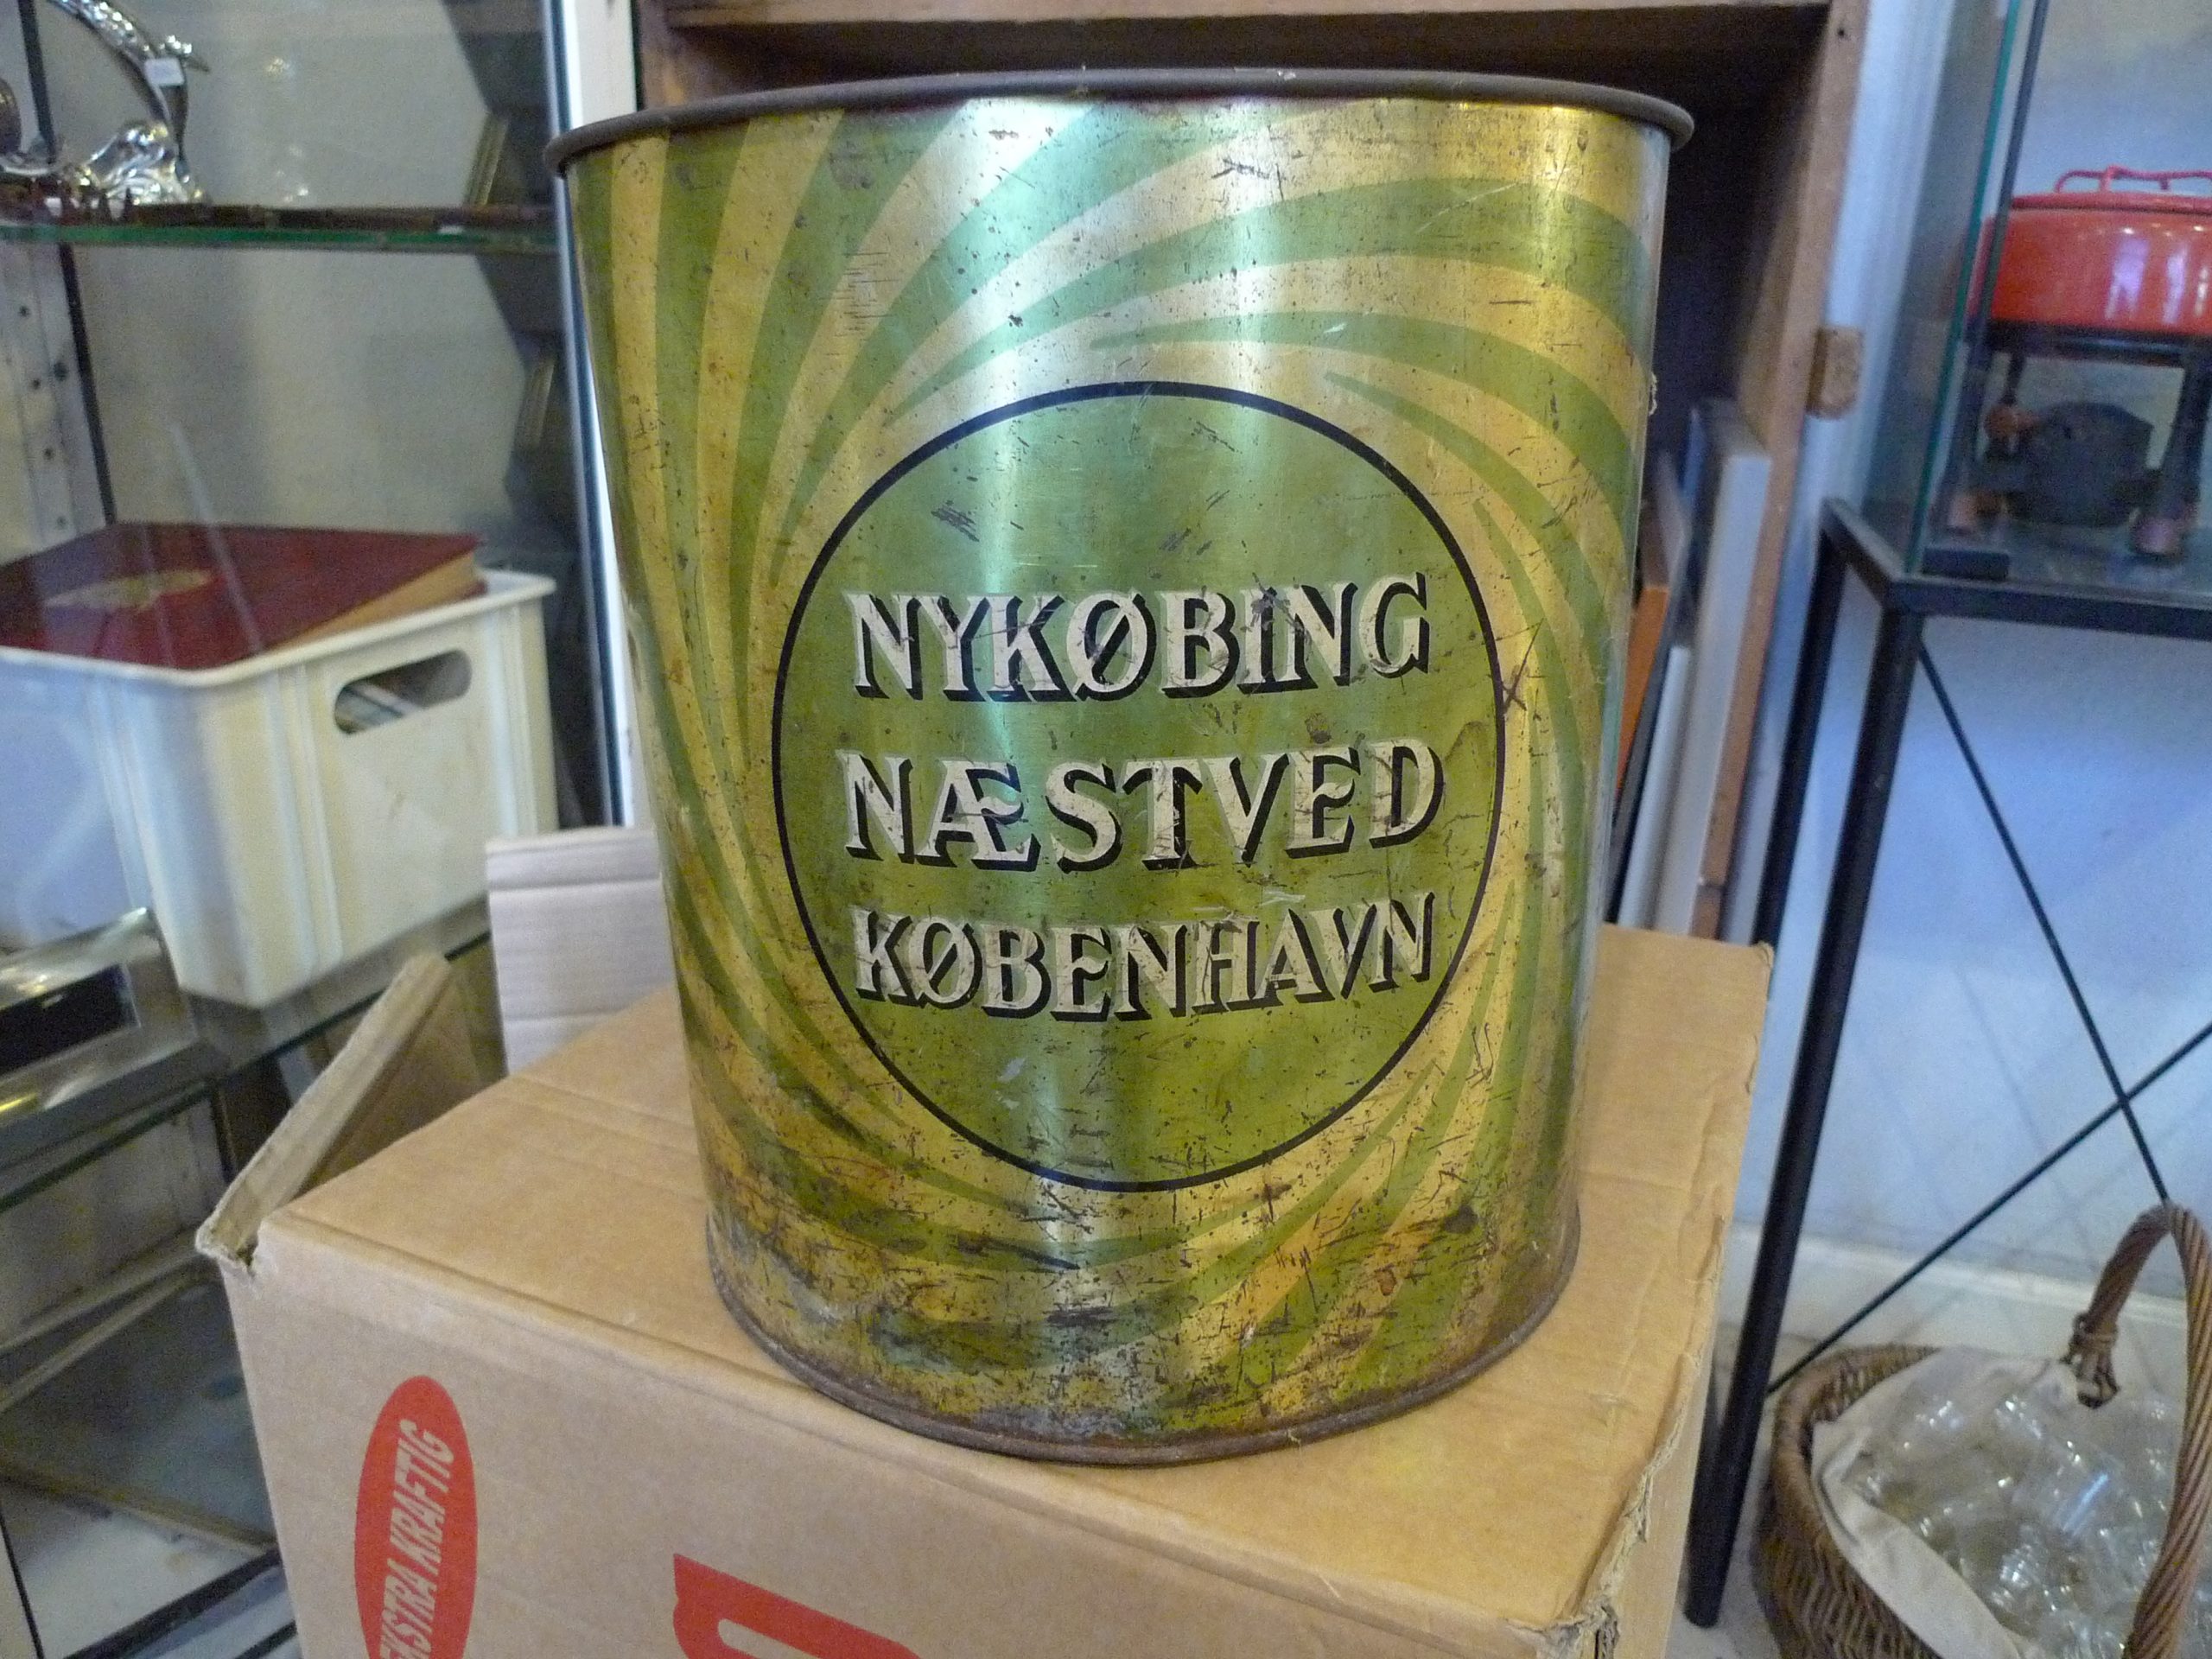 NYKØBING
NÆSTVED
KØBENHAVN
EKSTRA KRAFTIG